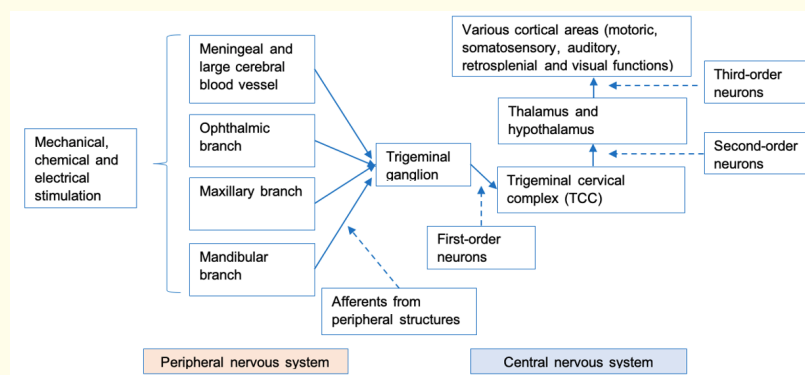 Mechanical,
chemical and
electrical
stimulation
Meningeal and
large cerebral
blood vessel
Ophthalmic
branch
Maxillary branch
Mandibular
branch
Afferents from
peripheral structures
Trigeminal
ganglion
First-order
neurons
Trigeminal cervical
complex (TCC)
Second-order
neurons
Thalamus and
hypothalamus
Third-order
neurons
Various cortical areas (motoric,
somatosensory, auditory,
retrosplenial and visual functions)
Peripheral nervous system
Central nervous system